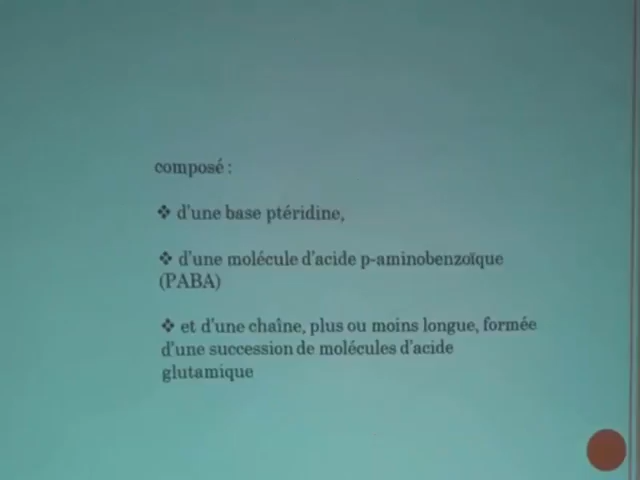 composé :
❖ d'une base ptéridine,
❖ d'une molécule d'acide p-aminobenzoïque
(PABA)
❖ et d'une chaîne, plus ou moins longue, formée
d'une succession de molécules d'acide
glutamique